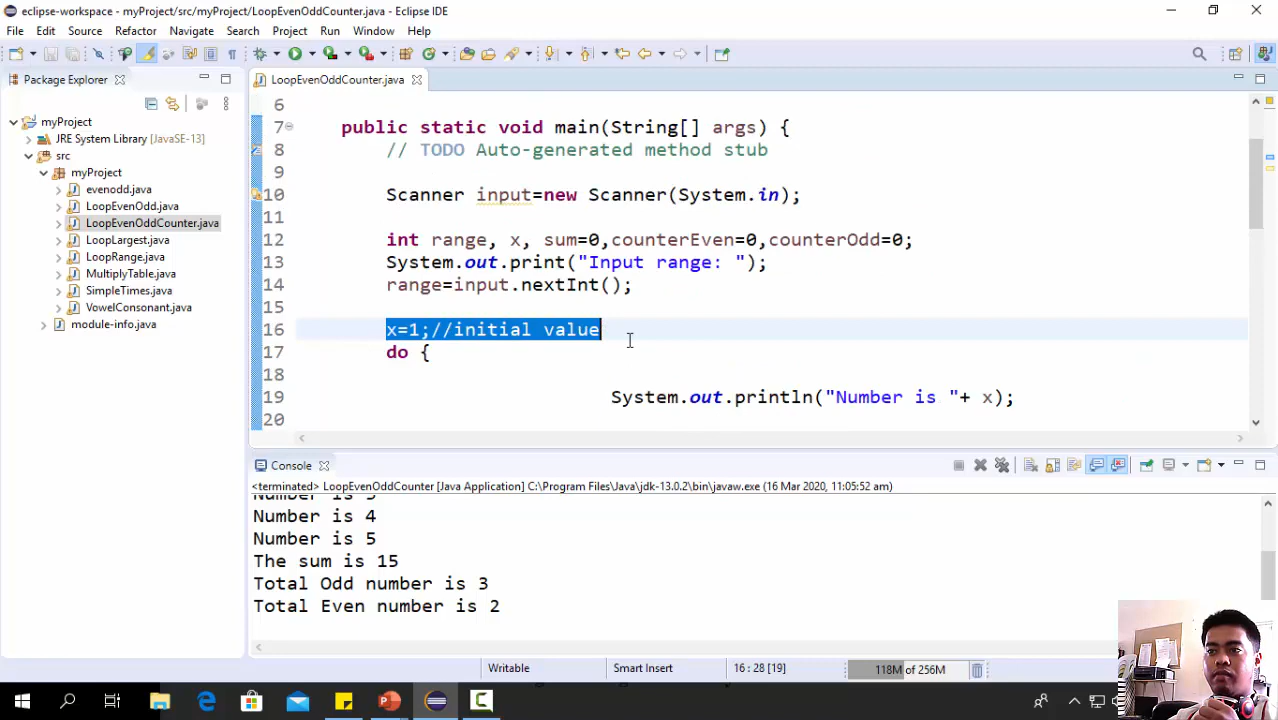 eclipse-workspace - myProject/src/myProject/LoopEvenOddCounter.java - Eclipse IDE
File Edit Source Refactor Navigate Search Project Run Window Help
Package Explorer
LoopEvenOddCounter.java
myProject
JRE System Library [JavaSE-13]
src
myProject
evenodd.java
LoopEvenOdd.java
LoopEvenOddCounter.java
LoopLargest.java
LoopRange.java
MultiplyTable.java
SimpleTimes.java
VowelConsonant.java
module-info.java
6
7 public static void main(String[] args) {
8 // TODO Auto-generated method stub
9
10 Scanner input=new Scanner(System.in);
11
12 int range, x, sum=0,counterEven=0,counterOdd=0;
13 System.out.print("Input range: ");
14 range=input.nextInt();
15
16 x=1;//initial value
17 do {
18
19 System.out.println("Number is "+ x);
20
Console
<terminated> LoopEvenOddCounter [Java Application] C:\Program Files\Java\jdk-13.0.2\bin\javaw.exe (16 Mar 2020, 11:05:52 am)
Number is 3
Number is 4
Number is 5
The sum is 15
Total Odd number is 3
Total Even number is 2
Writable Smart Insert 16 : 28 [19] 118M of 256M